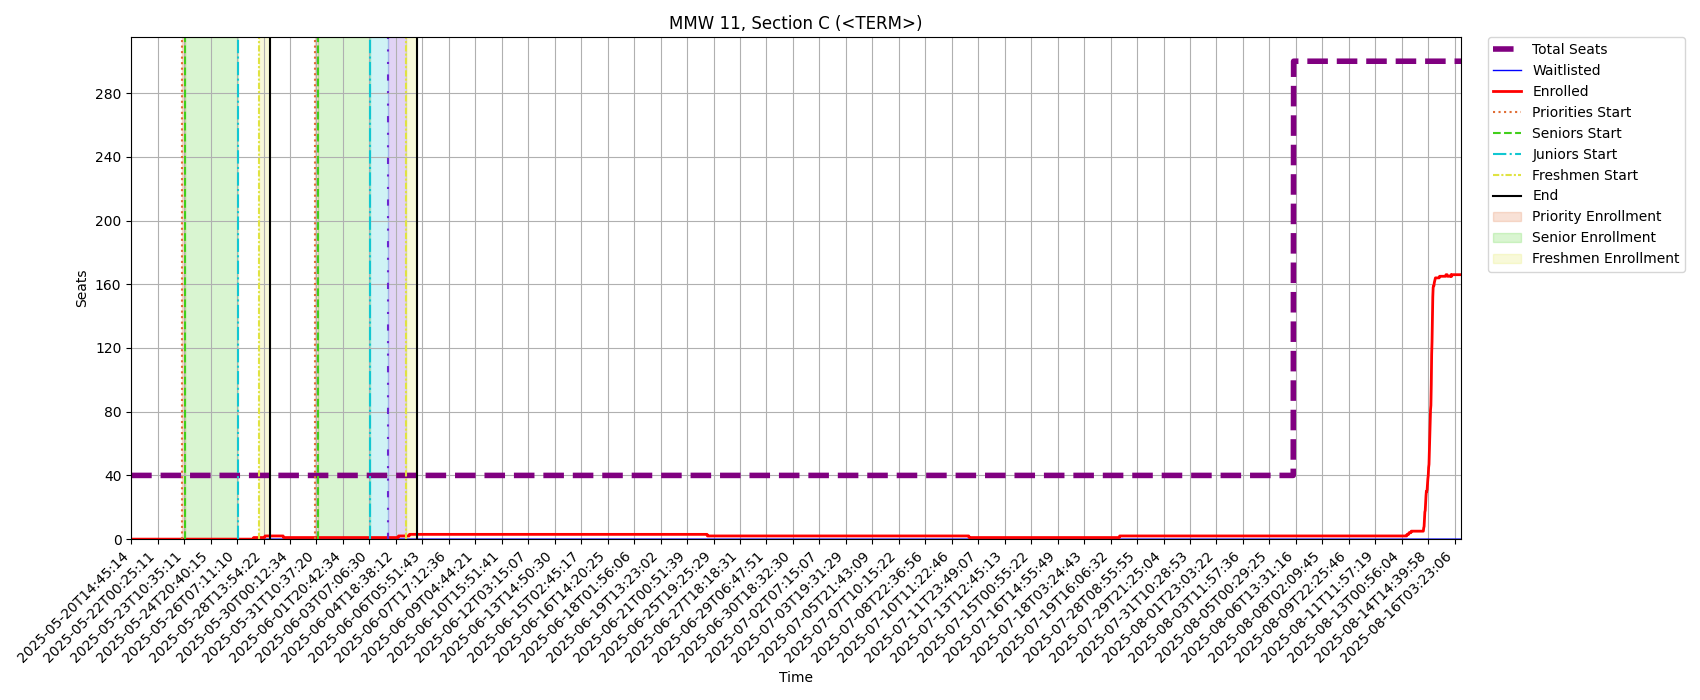 MMW 11, Section C (<TERM>)
Total Seats
Waitlisted
Enrolled
Priorities Start
Seniors Start
Juniors Start
Freshmen Start
End
Priority Enrollment
Senior Enrollment
Freshmen Enrollment
Seats
280
240
200
160
120
80
40
0
2025-05-20T14:45:14
2025-05-22T00:25:11
2025-05-23T10:35:11
2025-05-24T20:40:15
2025-05-26T07:11:10
2025-05-28T13:54:22
2025-05-30T00:12:34
2025-05-31T10:37:20
2025-06-01T20:42:34
2025-06-03T07:06:30
2025-06-04T18:38:12
2025-06-06T05:51:43
2025-06-07T17:12:36
2025-06-09T04:44:21
2025-06-10T15:51:47
2025-06-12T03:15:07
2025-06-13T14:50:30
2025-06-15T02:45:17
2025-06-16T14:20:25
2025-06-18T01:56:06
2025-06-19T13:23:02
2025-06-21T00:51:39
2025-06-25T19:25:29
2025-06-27T18:18:31
2025-06-29T06:47:51
2025-06-30T18:32:30
2025-07-02T07:15:07
2025-07-03T19:31:29
2025-07-05T21:43:09
2025-07-07T10:15:22
2025-07-08T22:36:56
2025-07-10T11:22:46
2025-07-11T23:49:07
2025-07-13T12:45:13
2025-07-15T00:55:22
2025-07-16T14:55:49
2025-07-18T03:24:43
2025-07-19T16:06:32
2025-07-28T08:55:55
2025-07-29T21:25:04
2025-07-31T10:28:53
2025-08-01T23:03:22
2025-08-03T11:57:36
2025-08-05T00:29:25
2025-08-06T13:31:16
2025-08-08T02:09:45
2025-08-09T22:25:46
2025-08-11T11:57:19
2025-08-13T00:56:04
2025-08-14T14:39:58
2025-08-16T03:23:06
Time